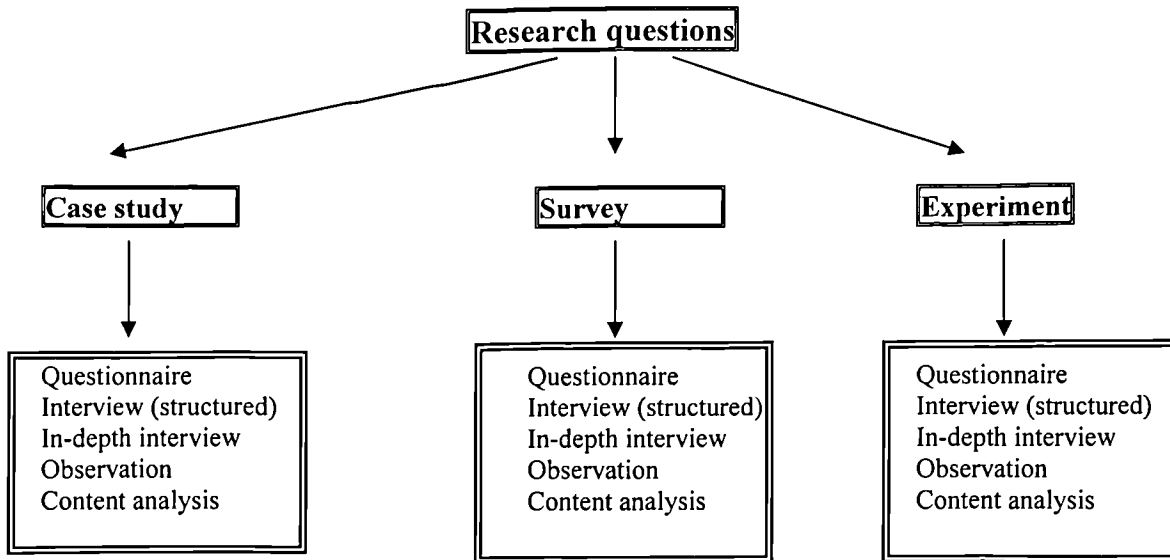 Research questions
Case study
Survey
Experiment
Questionnaire
Interview (structured)
In-depth interview
Observation
Content analysis
Questionnaire
Interview (structured)
In-depth interview
Observation
Content analysis
Questionnaire
Interview (structured)
In-depth interview
Observation
Content analysis